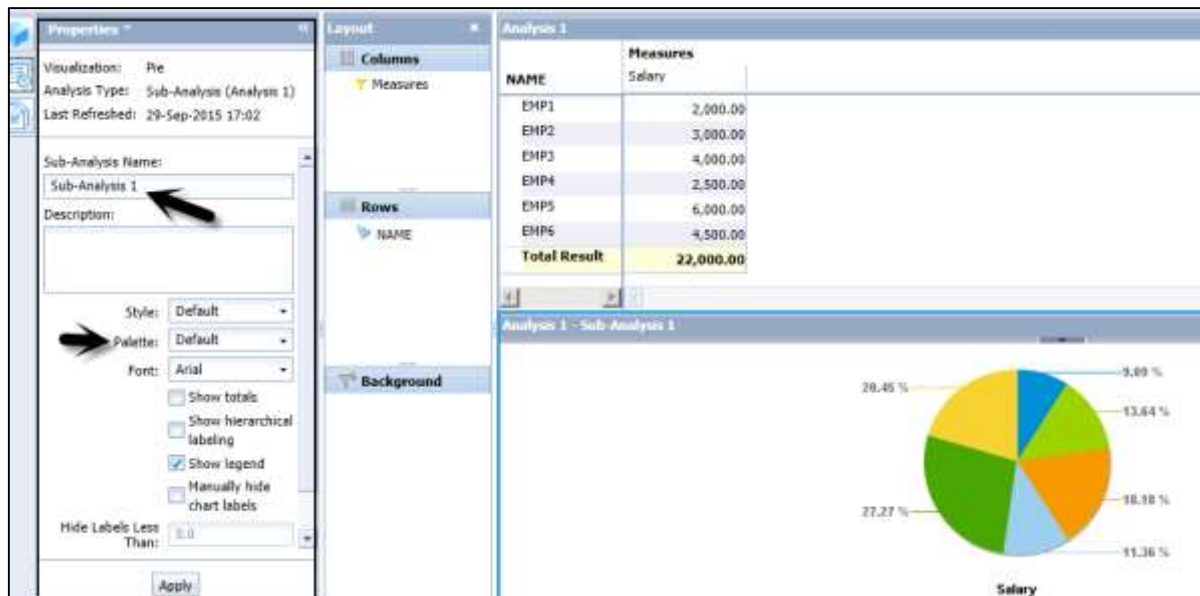 Properties
Visualization: Pie
Analysis Type: Sub-Analysis (Analysis 1)
Last Refreshed: 29-Sep-2015 17:02
Sub-Analysis Name:
Sub-Analysis 1
Description:
Style: Default
Palette: Default
Font: Arial
Show totals
Show hierarchical
labeling
Show legend
Manually hide
chart labels
Hide Labels Less
Than:
Apply
Layout
Columns
Measures
Rows
NAME
Background
Analysis 1
Measures
NAME Salary
EMP1 2,000.00
EMP2 3,000.00
EMP3 4,000.00
EMP4 2,500.00
EMP5 6,000.00
EMP6 4,500.00
Total Result 22,000.00
Analysis 1 - Sub-Analysis 1
9.09 %
20.45 %
13.64 %
18.18 %
27.27 %
11.36 %
Salary